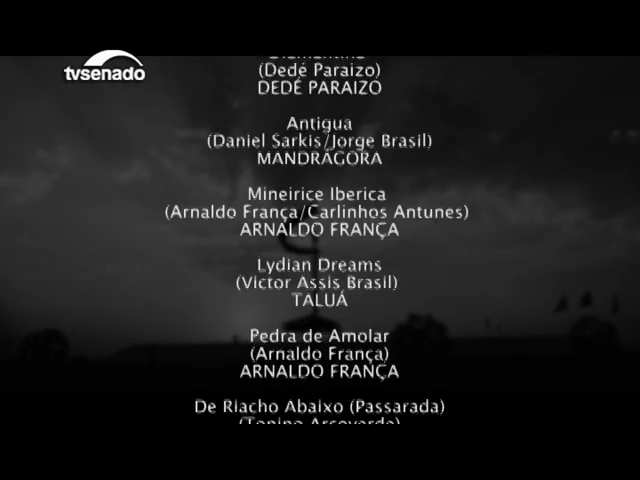 tvsenado
(Dedé Paraizo)
DEDÉ PARAIZO
Antigua
(Daniel Sarkis/Jorge Brasil)
MANDRÁGORA
Mineirice Iberica
(Arnaldo França/Carlinhos Antunes)
ARNALDO FRANÇA
Lydian Dreams
(Victor Assis Brasil)
TALUÁ
Pedra de Amolar
(Arnaldo França)
ARNALDO FRANÇA
De Riacho Abaixo (Passarada)